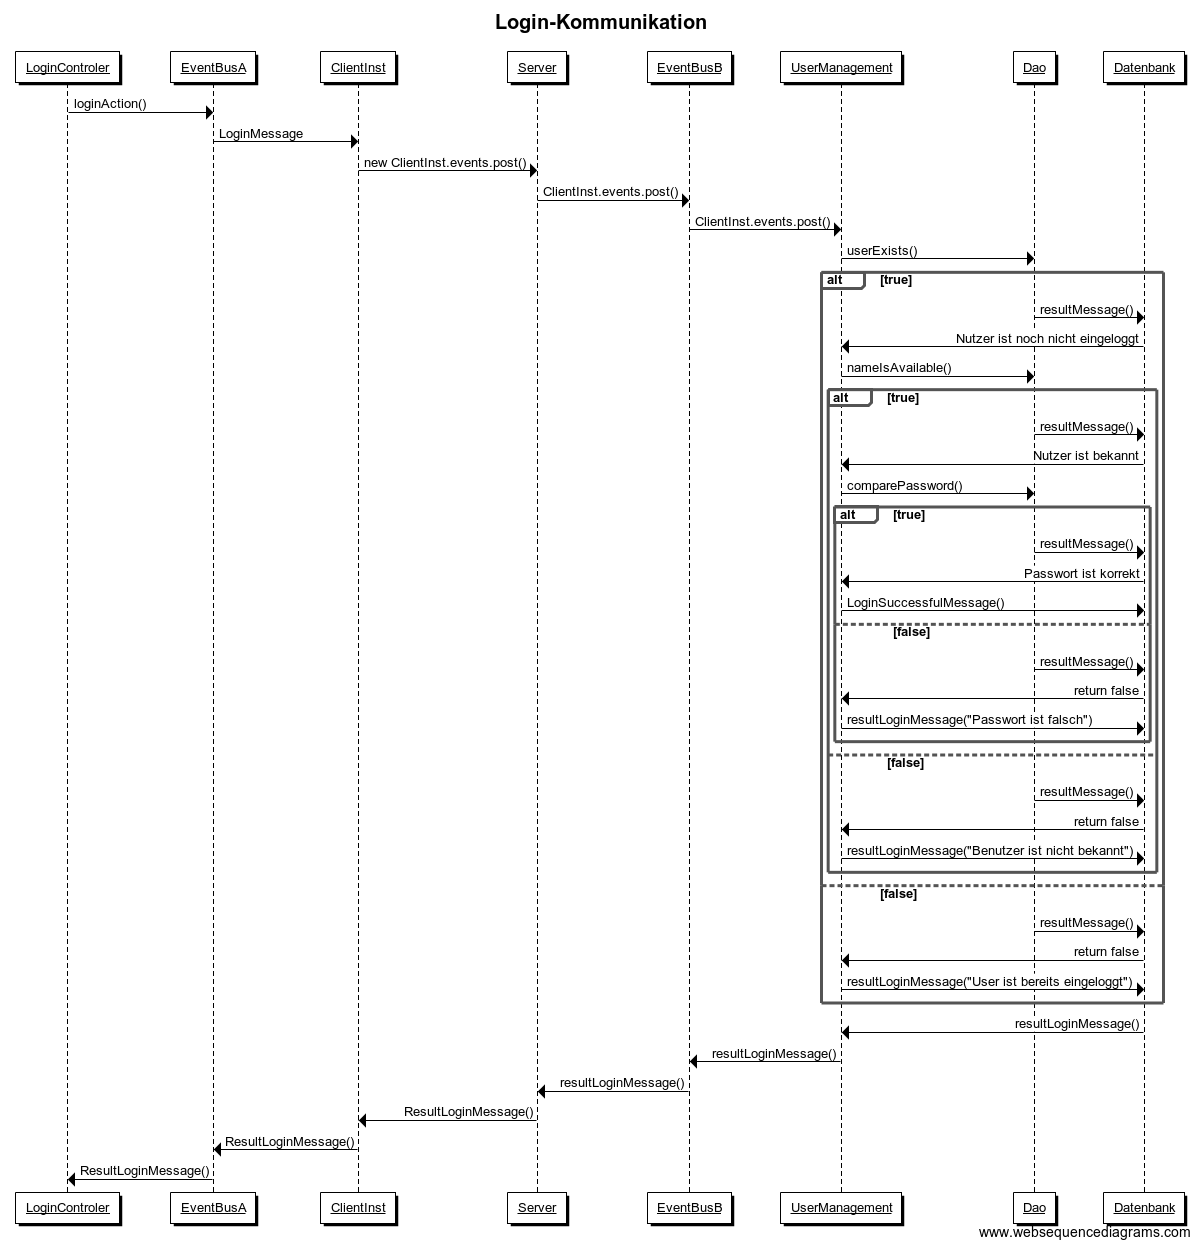 Login-Kommunikation
LoginControler EventBusA ClientInst Server EventBusB UserManagement Dao Datenbank
loginAction()
LoginMessage
new ClientInst.events.post()
ClientInst.events.post()
ClientInst.events.post()
userExists()
alt [true]
resultMessage()
Nutzer ist noch nicht eingeloggt
nameIsAvailable()
alt [true]
resultMessage()
Nutzer ist bekannt
comparePassword()
alt [true]
resultMessage()
Passwort ist korrekt
LoginSuccessfulMessage()
[false]
resultMessage()
return false
resultLoginMessage("Passwort ist falsch")
[false]
resultMessage()
return false
resultLoginMessage("Benutzer ist nicht bekannt")
[false]
resultMessage()
return false
resultLoginMessage("User ist bereits eingeloggt")
resultLoginMessage()
resultLoginMessage()
resultLoginMessage()
ResultLoginMessage()
ResultLoginMessage()
ResultLoginMessage()
LoginControler EventBusA ClientInst Server EventBusB UserManagement Dao Datenbank
www.websequencediagrams.com